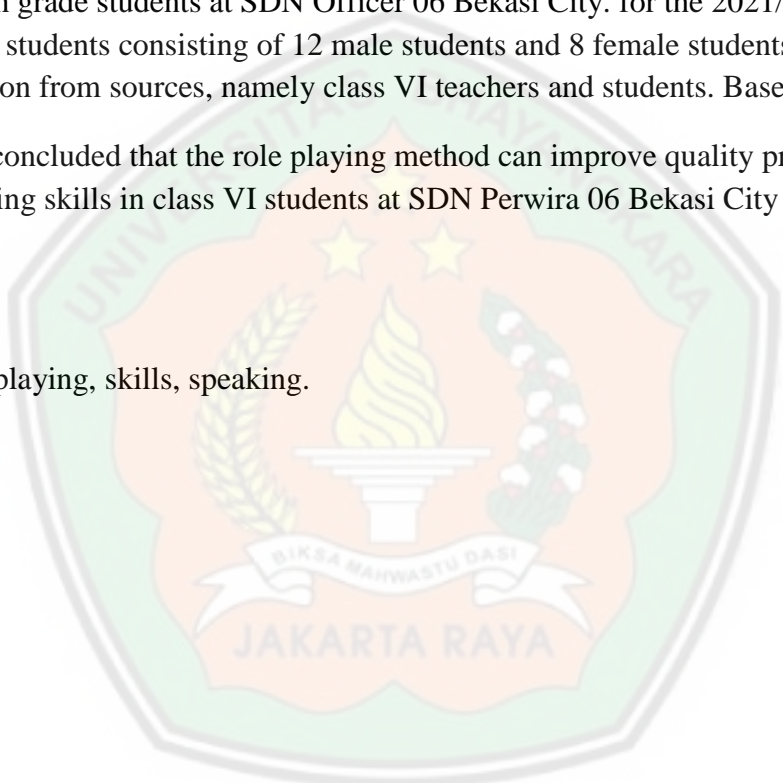 grade students at SDN Officer 06 Bekasi City. for the 2021/
students consisting of 12 male students and 8 female students
on from sources, namely class VI teachers and students. Base
concluded that the role playing method can improve quality pr
ing skills in class VI students at SDN Perwira 06 Bekasi City
playing, skills, speaking.
UNIVERSITAS BHAYANGKARA
BIKSA MAHWASTU DASI
JAKARTA RAYA